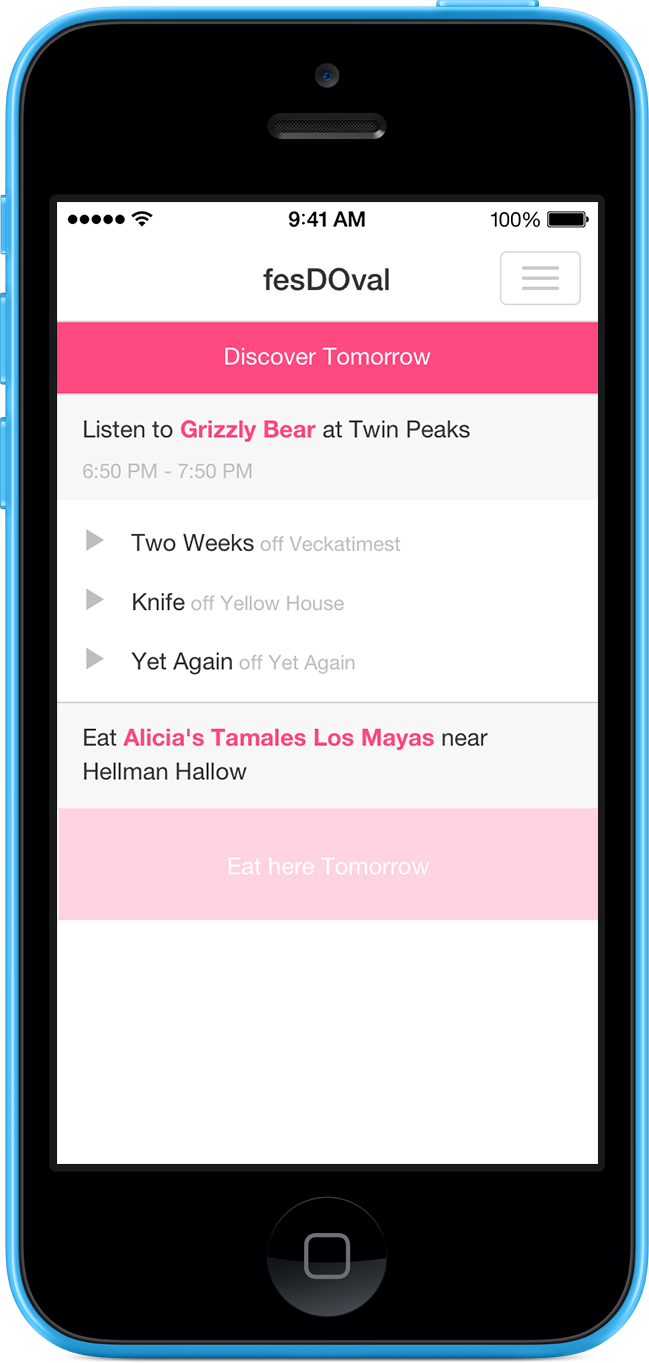 9:41 AM
100%
fesDOval
Discover Tomorrow
Listen to Grizzly Bear at Twin Peaks
6:50 PM - 7:50 PM
Two Weeks off Veckatimest
Knife off Yellow House
Yet Again off Yet Again
Eat Alicia's Tamales Los Mayas near
Hellman Hallow
Eat here Tomorrow